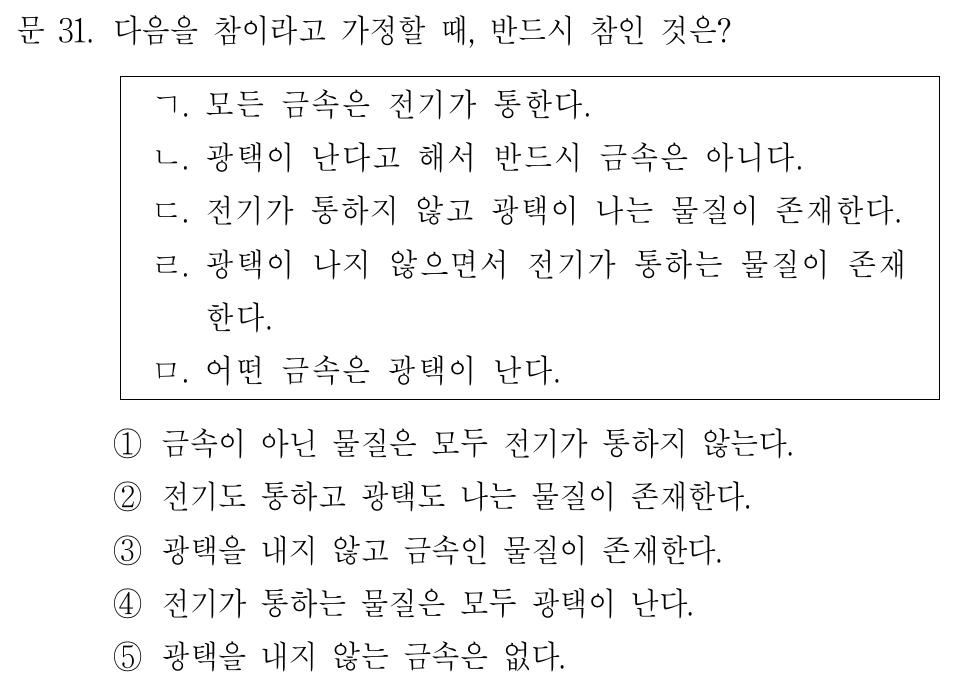 문 31. 다음을 참이라고 가정할 때, 반드시 참인 것은?
ㄱ. 모든 금속은 전기가 통한다.
ㄴ. 광택이 난다고 해서 반드시 금속은 아니다.
ㄷ. 전기가 통하지 않고 광택이 나는 물질이 존재한다.
ㄹ. 광택이 나지 않으면서 전기가 통하는 물질이 존재
한다.
ㅁ. 어떤 금속은 광택이 난다.
① 금속이 아닌 물질은 모두 전기가 통하지 않는다.
② 전기도 통하고 광택도 나는 물질이 존재한다.
③ 광택을 내지 않고 금속인 물질이 존재한다.
④ 전기가 통하는 물질은 모두 광택이 난다.
⑤ 광택을 내지 않는 금속은 없다.